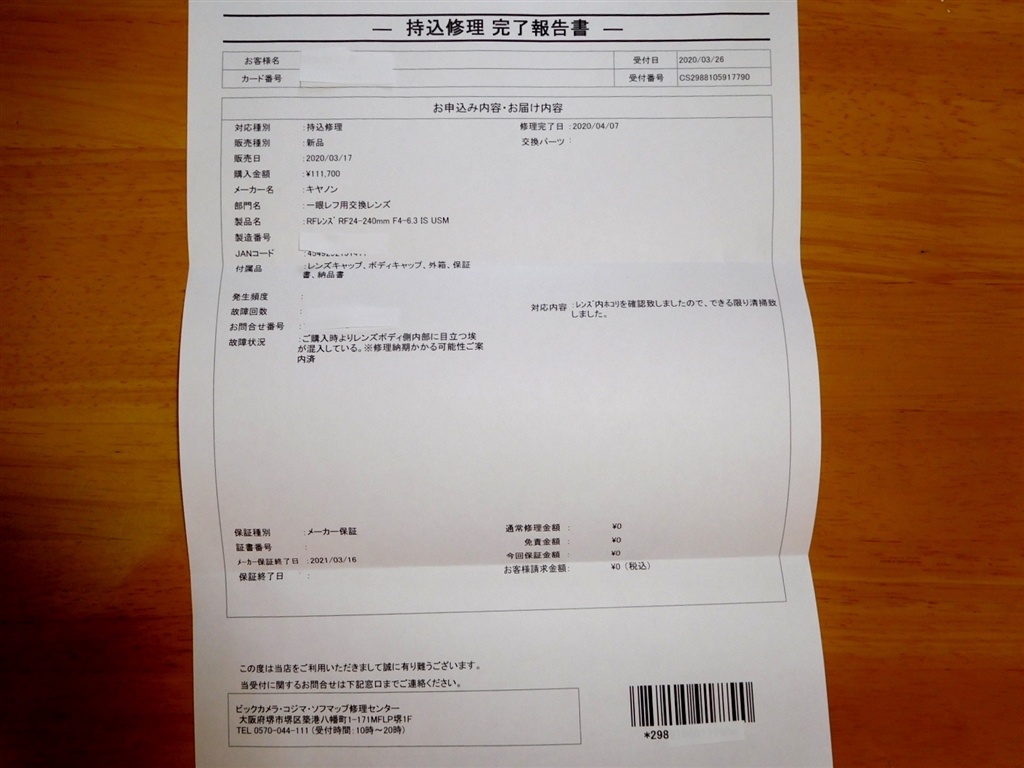 ― 持込修理 完了報告書 ―
お客様名
受付日 2020/03/26
カード番号
受付番号 CS2988105917790
お申込み内容・お届け内容
対応種別 :持込修理
修理完了日 :2020/04/07
販売種別 :新品
交換パーツ :
販売日 :2020/03/17
購入金額 :¥111,700
メーカー名 :キヤノン
部門名 :一眼レフ用交換レンズ
製品名 :RFレンズ RF24-240mm F4-6.3 IS USM
製造番号
JANコード
付属品 :レンズキャップ、ボディキャップ、外箱、保証
書、納品書
発生頻度 :
故障回数 :
対応内容 :レンズ内ホコリを確認致しましたので、できる限り清掃致
しました。
お問合せ番号 :
故障状況 :ご購入時よりレンズボディ側内部に目立つ埃
が混入している。※修理納期かかる可能性ご案
内済
保証種別 :メーカー保証
通常修理金額 : ¥0
証書番号 :
免責金額 : ¥0
メーカー保証終了日 :2021/03/16
今回保証金額 : ¥0
保証終了日 :
お客様請求金額: ¥0 (税込)
この度は当店をご利用いただきまして誠に有り難うございます。
当受付に関するお問合せは下記窓口までご連絡ください。
ビックカメラ・コジマ・ソフマップ修理センター
大阪府堺市堺区築港八幡町1-171MFLP堺1F
TEL 0570-044-111 (受付時間:10時～20時)
*298